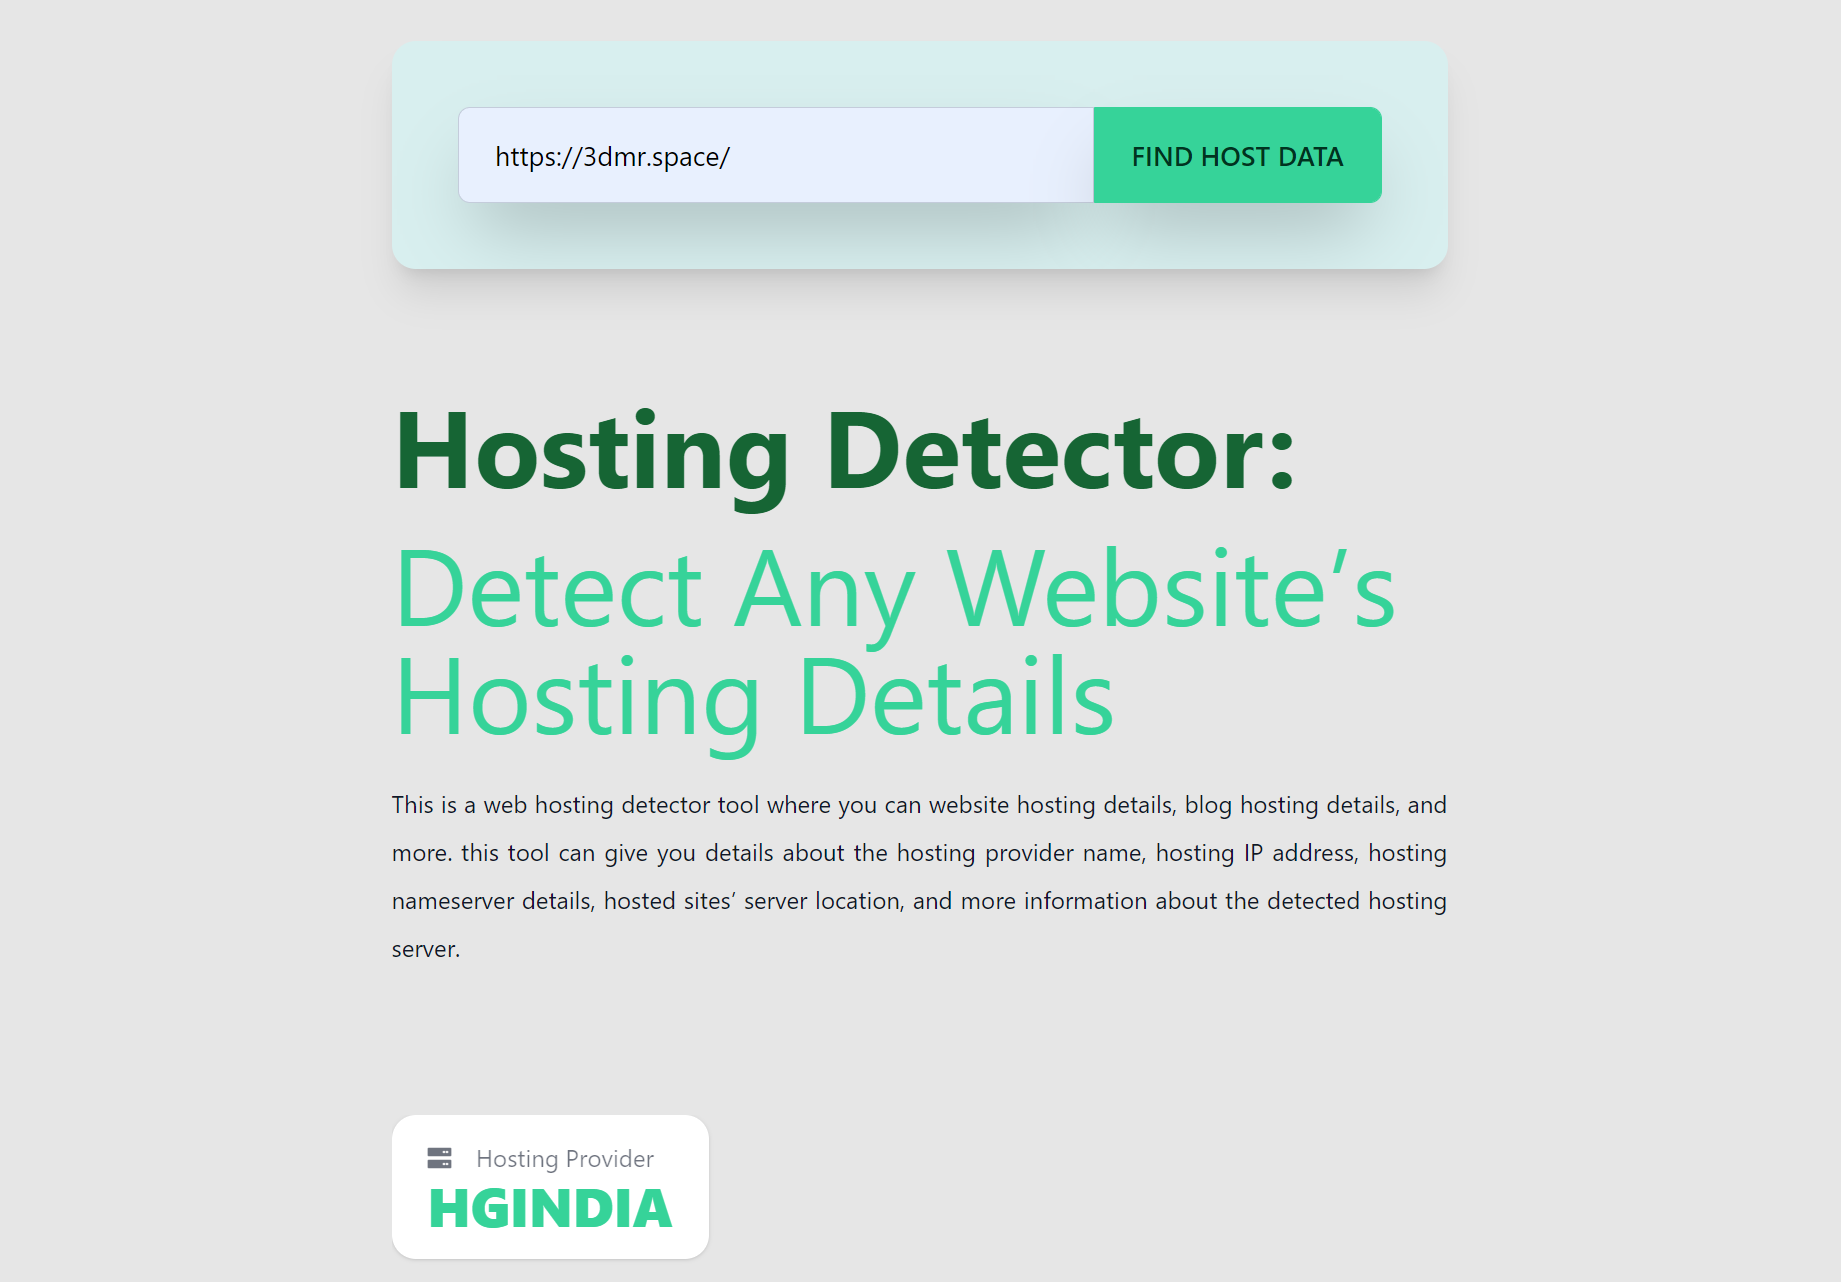 https://3dmr.space/
FIND HOST DATA
Hosting Detector:
Detect Any Website’s
Hosting Details
This is a web hosting detector tool where you can website hosting details, blog hosting details, and
more. this tool can give you details about the hosting provider name, hosting IP address, hosting
nameserver details, hosted sites’ server location, and more information about the detected hosting
server.
Hosting Provider
HGINDIA